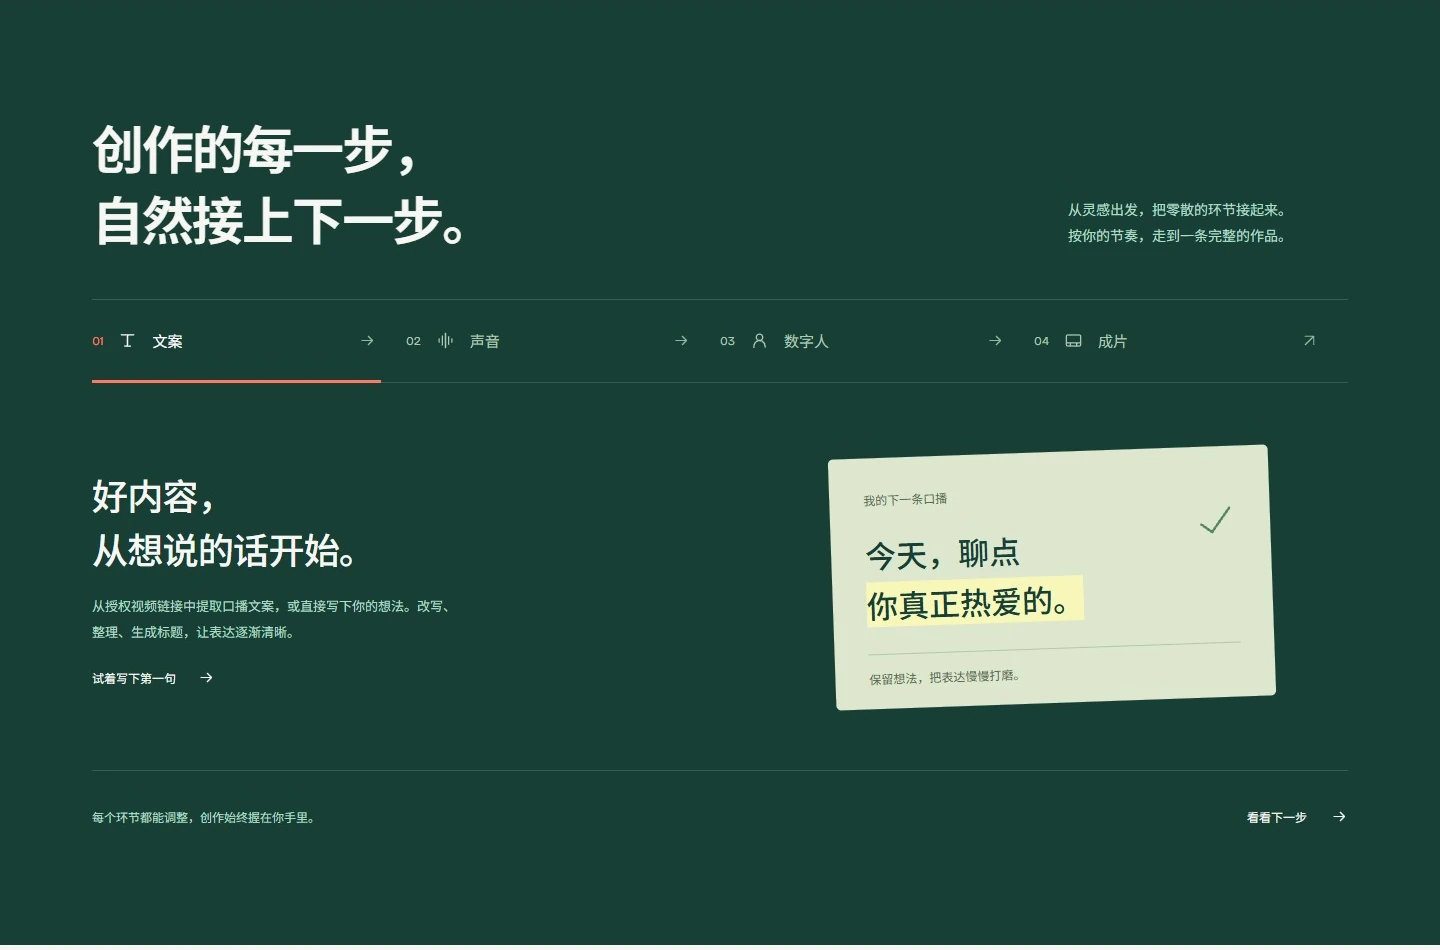 创作的每一步，
自然接上下一步。
从灵感出发，把零散的环节接起来。
按你的节奏，走到一条完整的作品。
01 文案
02 声音
03 数字人
04 成片
好内容，
从想说的话开始。
从授权视频链接中提取口播文案，或直接写下你的想法。改写、
整理、生成标题，让表达逐渐清晰。
试着写下第一句
我的下一条口播
今天，聊点
你真正热爱的。
保留想法，把表达慢慢打磨。
每个环节都能调整，创作始终握在你手里。
看看下一步